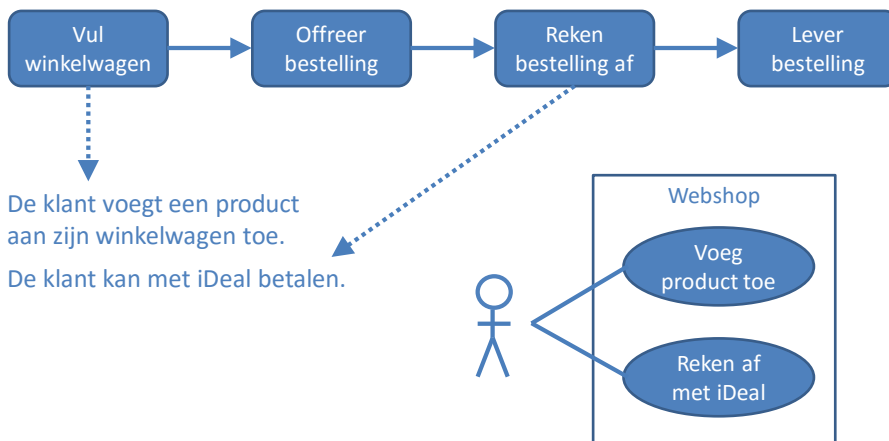 Vul
winkelwagen
Offreer
bestelling
Reken
bestelling af
Lever
bestelling
De klant voegt een product
aan zijn winkelwagen toe.
De klant kan met iDeal betalen.
Webshop
Voeg
product toe
Reken af
met iDeal